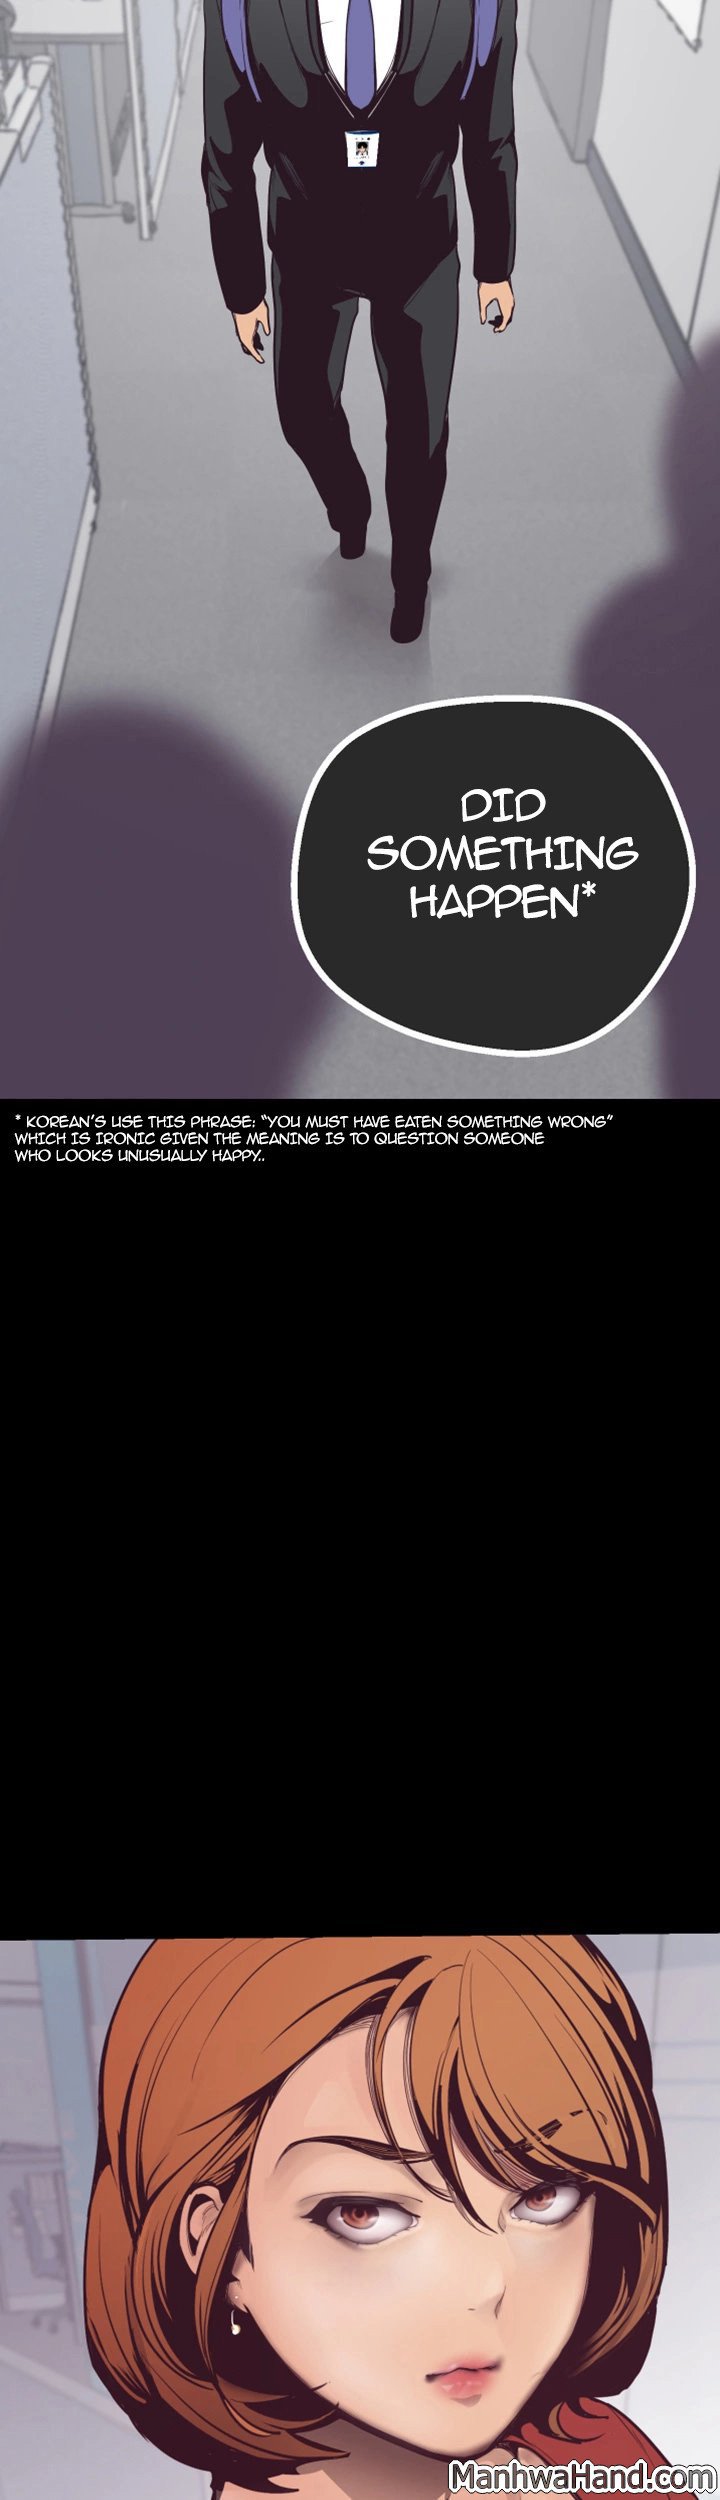 DID
SOMETHING
HAPPEN*
* KOREAN'S USE THIS PHRASE: "YOU MUST HAVE EATEN SOMETHING WRONG"
WHICH IS IRONIC GIVEN THE MEANING IS TO QUESTION SOMEONE
WHO LOOKS UNUSUALLY HAPPY..
ManhwaHand.com